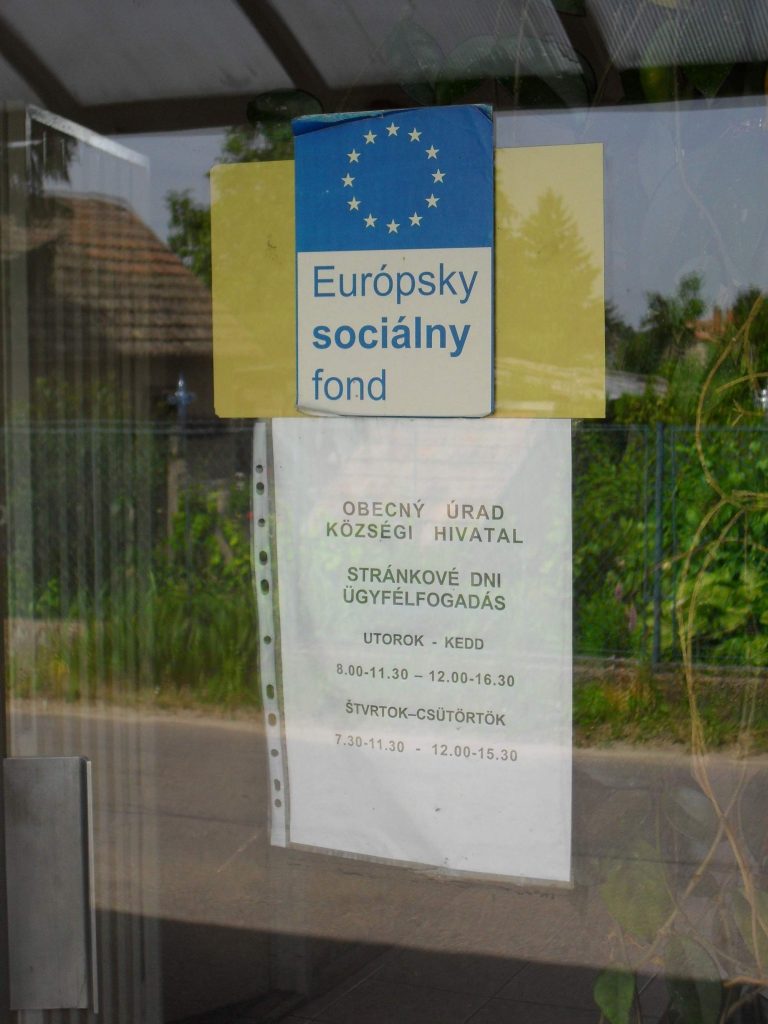 Európsky
sociálny
fond
OBECNÝ ÚRAD
KÖZSÉGI HIVATAL
STRÁNKOVÉ DNI
ÜGYFÉLFOGADÁS
UTOROK - KEDD
8.00-11.30 – 12.00-16.30
ŠTVRTOK–CSÜTÖRTÖK
7.30-11.30 - 12.00-15.30